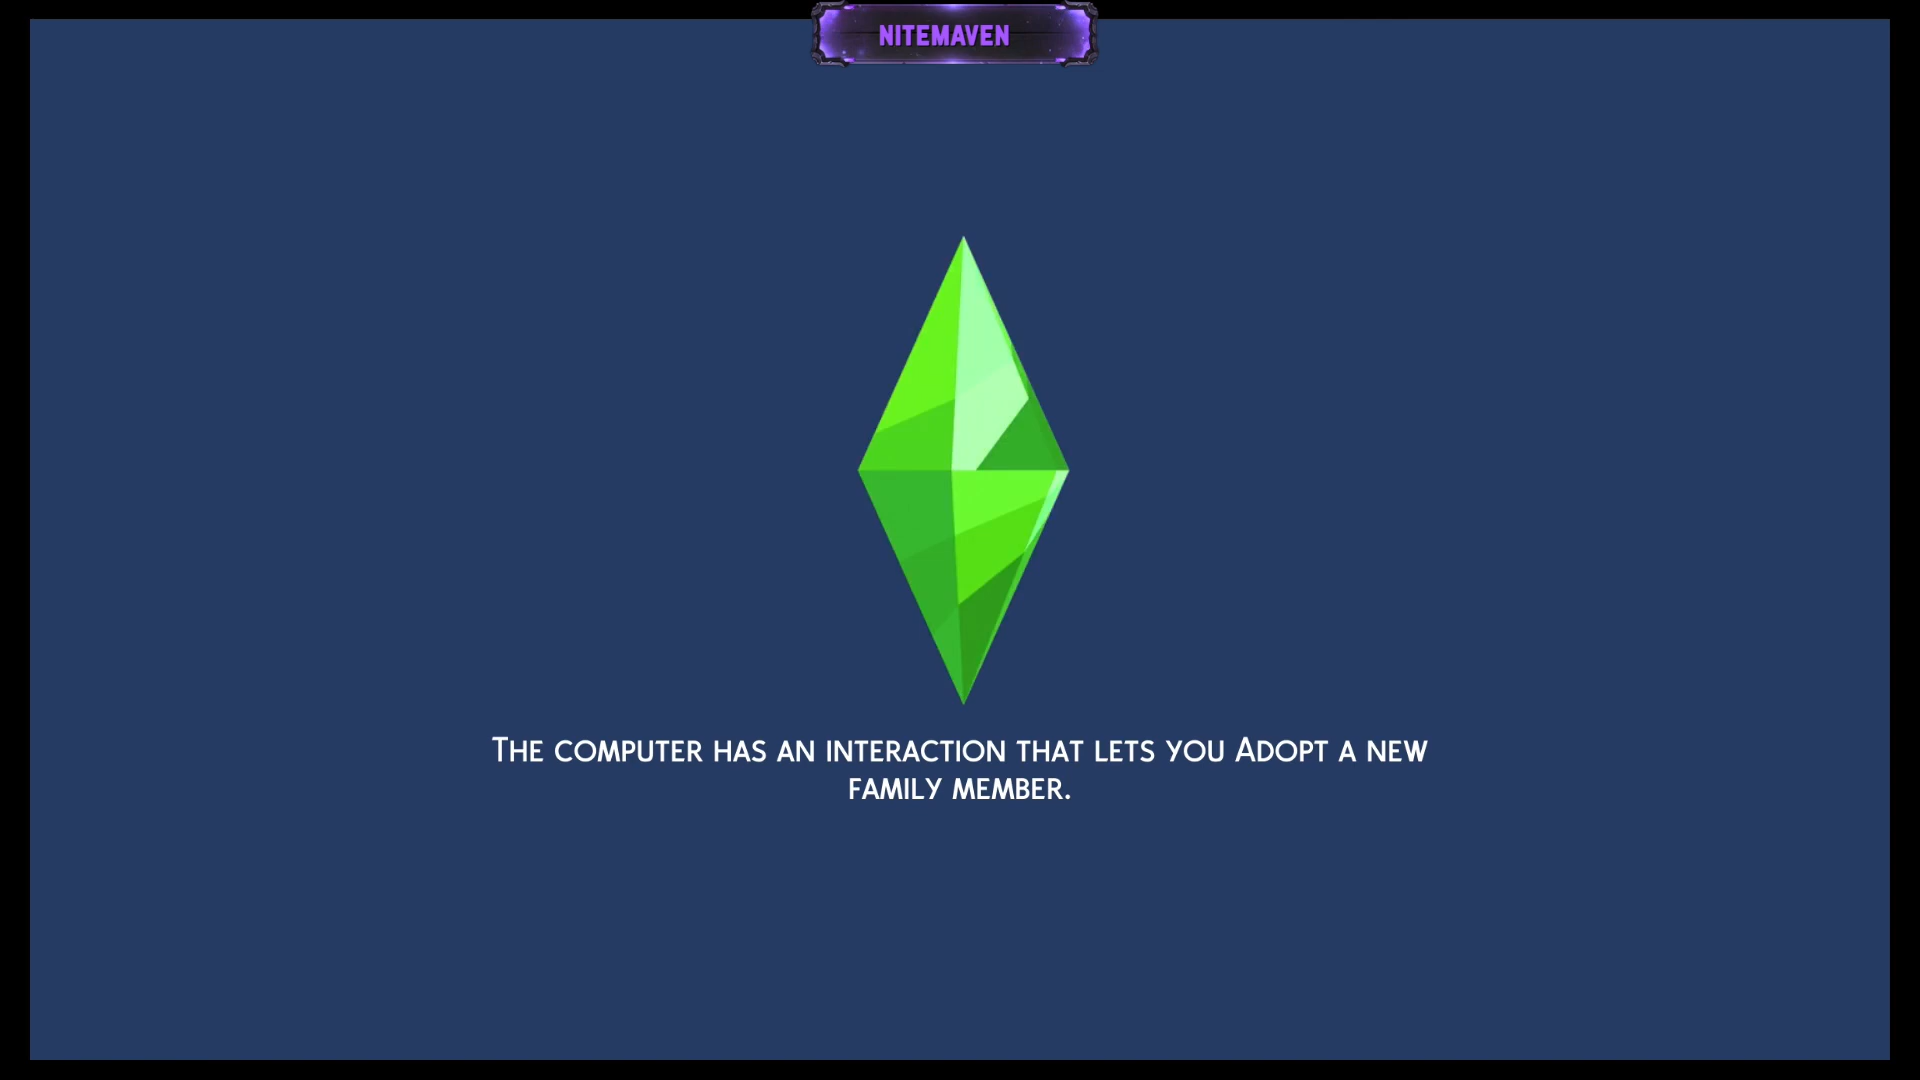 NITEMAVEN
The computer has an interaction that lets you Adopt a new
family member.